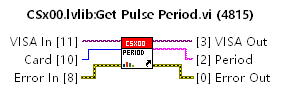 CSx00.lvlib:Get Pulse Period.vi (4815)
VISA In [11]
CSX00
PERIOD
[3] VISA Out
Card [10]
[2] Period
Error In [8]
[0] Error Out